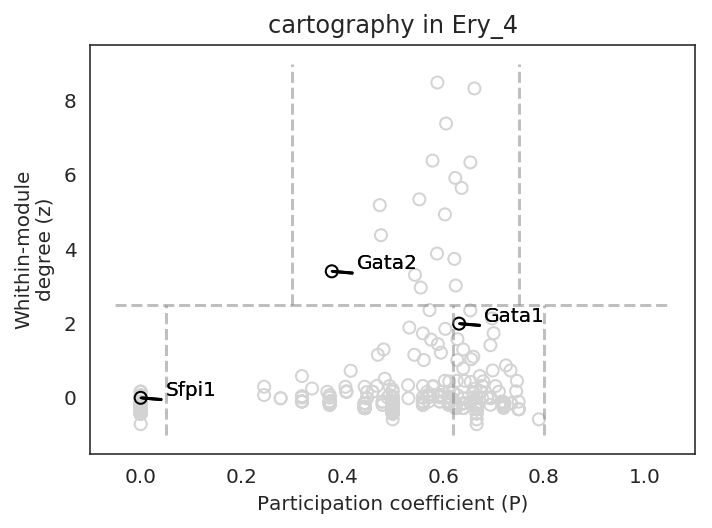 cartography in Ery_4
Whithin-module
degree (z)
8
6
4
2
0
Gata2
Gata1
Sfpi1
0.0 0.2 0.4 0.6 0.8 1.0
Participation coefficient (P)